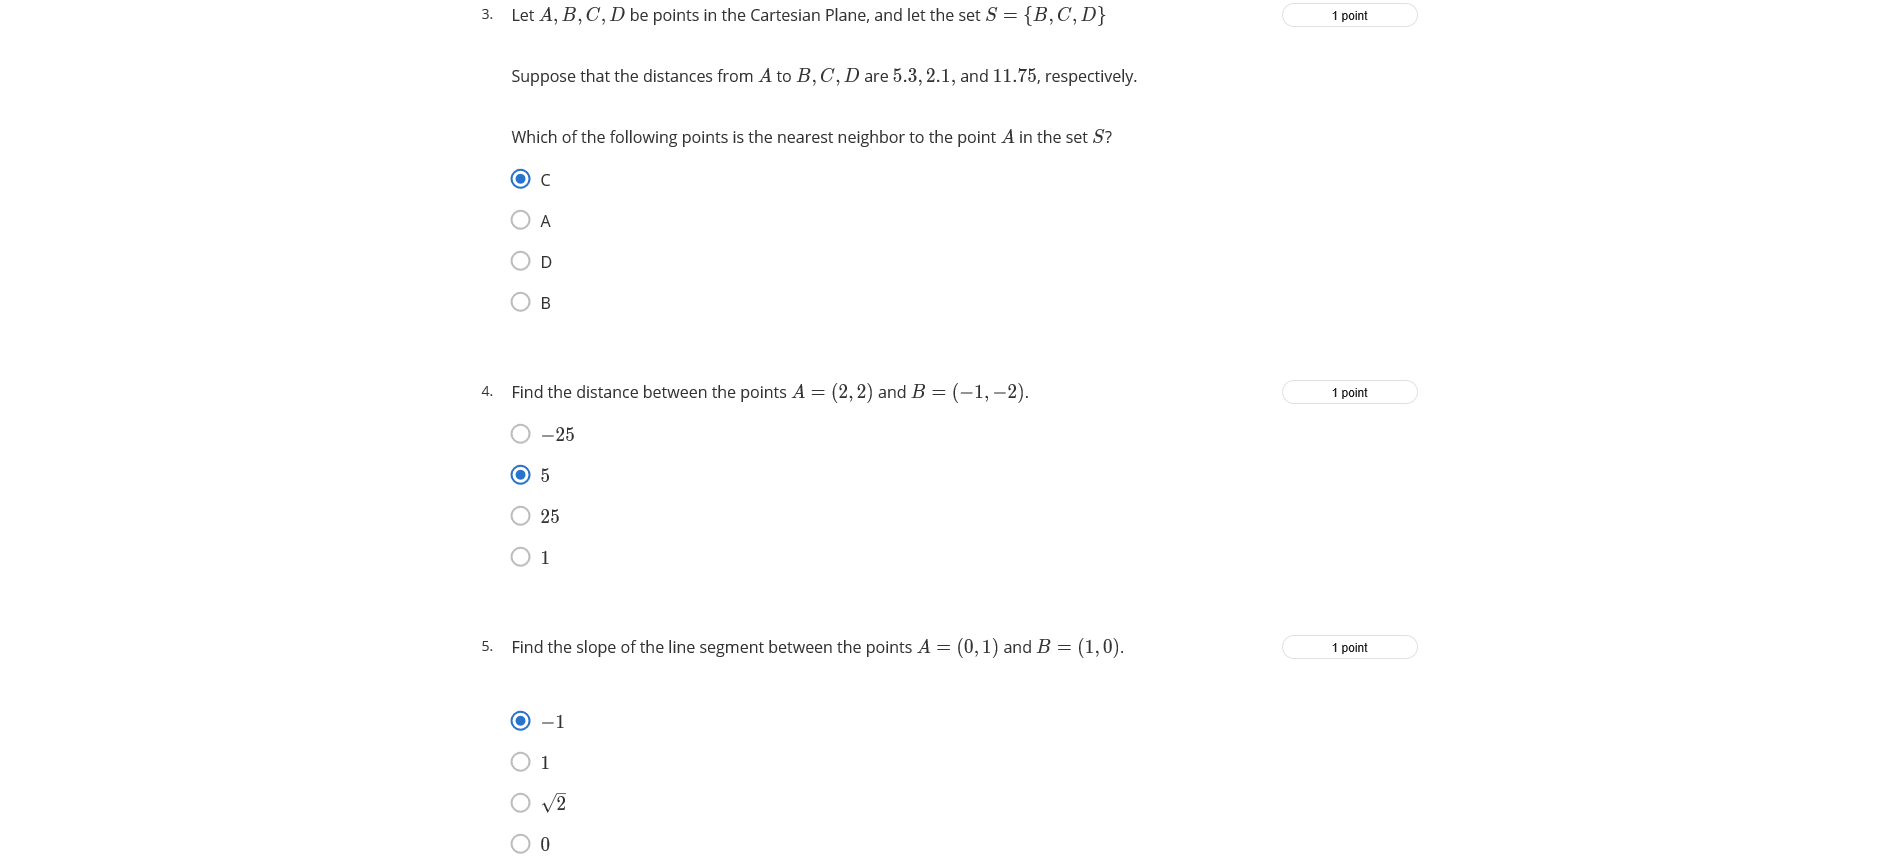 3. Let A, B, C, D be points in the Cartesian Plane, and let the set S = {B, C, D} 1 point
Suppose that the distances from A to B, C, D are 5.3, 2.1, and 11.75, respectively.
Which of the following points is the nearest neighbor to the point A in the set S?
C
A
D
B
4. Find the distance between the points A = (2, 2) and B = (−1, −2). 1 point
−25
5
25
1
5. Find the slope of the line segment between the points A = (0, 1) and B = (1, 0). 1 point
−1
1
√2
0